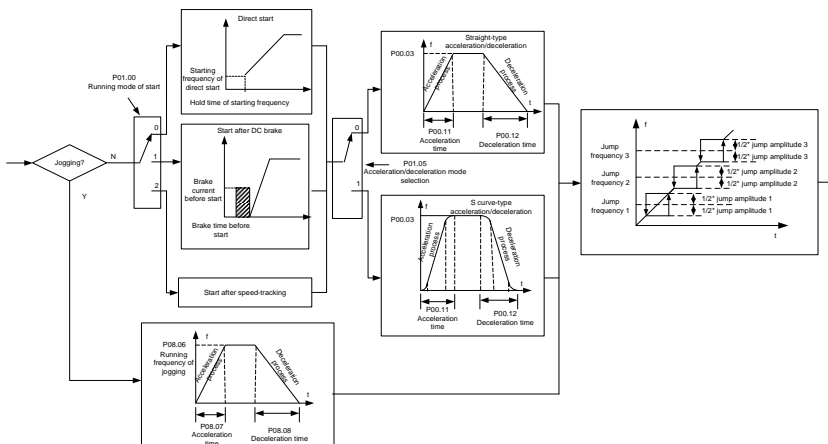 P01.00
Running mode of start
Jogging?
N
Y
0
1
2
Direct start
f
Starting
frequency of
direct start
Hold time of starting frequency
Start after DC brake
Brake
current
before start
Brake time before
start
Start after speed-tracking
0
1
P01.05
Acceleration/deceleration mode
selection
Straight-type
acceleration/deceleration
f
P00.03
Acceleration
process
Deceleration
process
t
P00.11
Acceleration
time
P00.12
Deceleration time
S curve-type
acceleration/deceleration
f
P00.03
Acceleration
process
Deceleration
process
t
P00.11
Acceleration
time
P00.12
Deceleration time
f
P08.06
Running
frequency of
jogging
Acceleration
process
Deceleration
process
t
P08.07
Acceleration
time
P08.08
Deceleration time
f
Jump
frequency 3
1/2" jump amplitude 3
1/2" jump amplitude 3
Jump
frequency 2
1/2" jump amplitude 2
1/2" jump amplitude 2
Jump
frequency 1
1/2" jump amplitude 1
1/2" jump amplitude 1
t